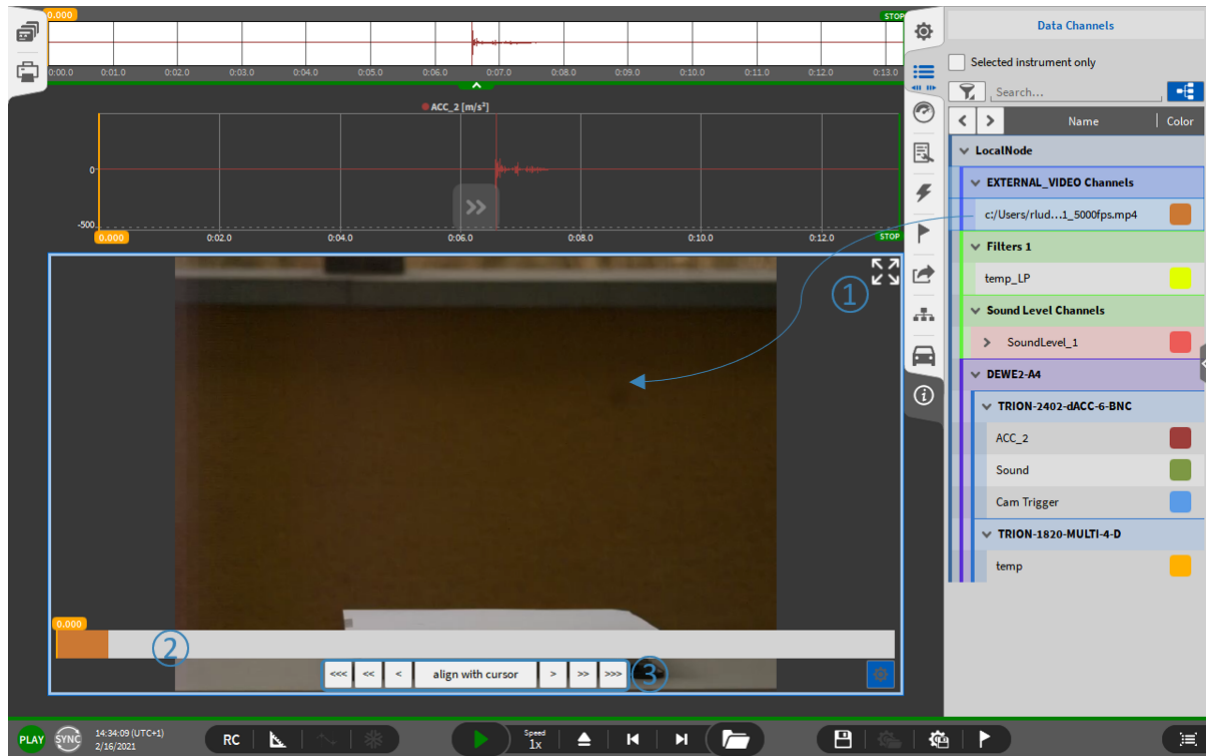 0.000
STOP
0:00.0 0:01.0 0:02.0 0:03.0 0:04.0 0:05.0 0:06.0 0:07.0 0:08.0 0:09.0 0:10.0 0:11.0 0:12.0 0:13.0
ACC_2 [m/s²]
0
-500
0.000 0:02.0 0:04.0 0:06.0 0:08.0 0:10.0 0:12.0 STOP
1
0.000
2
<<< << < align with cursor > >> >>>
3
Data Channels
Selected instrument only
Search...
< > Name Color
LocalNode
EXTERNAL_VIDEO Channels
c:/Users/rlud...1_5000fps.mp4
Filters 1
temp_LP
Sound Level Channels
SoundLevel_1
DEWE2-A4
TRION-2402-dACC-6-BNC
ACC_2
Sound
Cam Trigger
TRION-1820-MULTI-4-D
temp
PLAY SYNC 14:34:09 (UTC+1)
2/16/2021
RC
Speed
1x